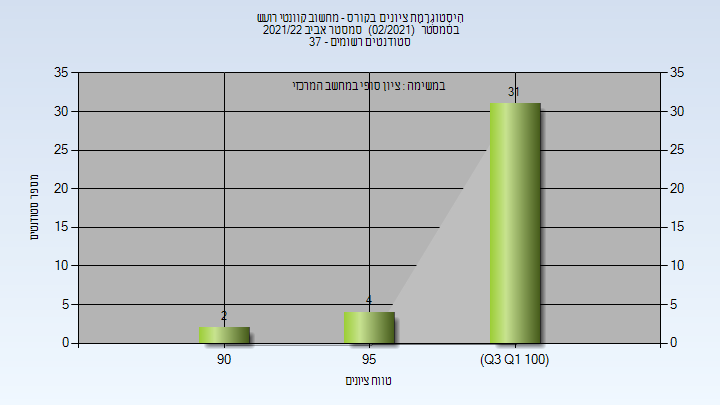 היסטוגרמת ציונים בקורס - מחשוב קוונטי רועש
בסמסטר (02/2021) סמסטר אביב 2021/22
סטודנטים רשומים - 37
במשימה : ציון סופי במחשב המרכזי
מספר סטודנטים
35 35
30 30
25 25
20 20
15 15
10 10
5 5
0 0
31
4
2
90 95 (Q3 Q1 100)
טווח ציונים